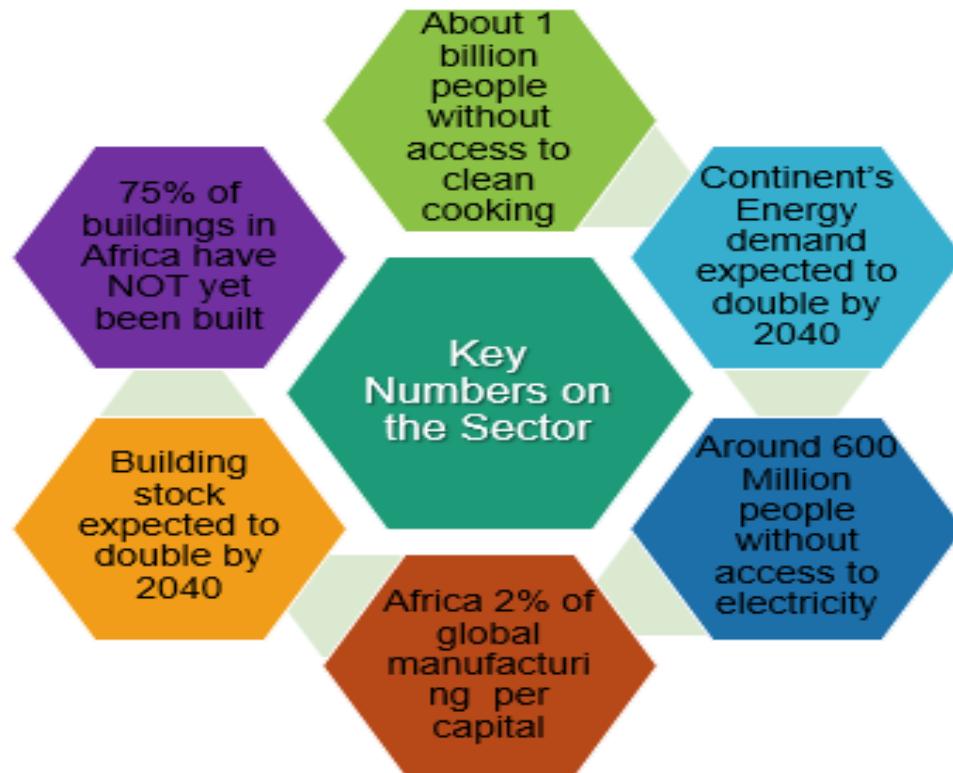 About 1
billion
people
without
access to
clean
cooking
Continent's
Energy
demand
expected to
double by
2040
Around 600
Million
people
without
access to
electricity
Africa 2% of
global
manufacturi
ng per
capital
Building
stock
expected to
double by
2040
75% of
buildings in
Africa have
NOT yet
been built
Key
Numbers on
the Sector